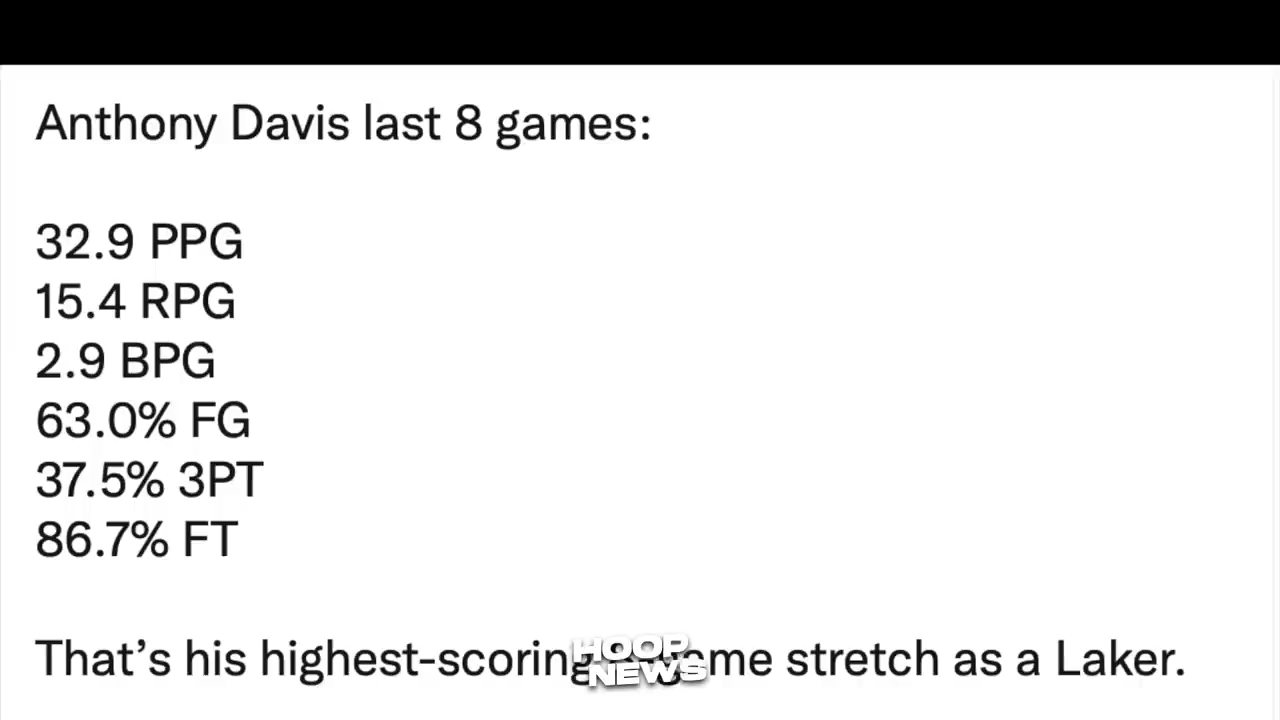 Anthony Davis last 8 games:
32.9 PPG
15.4 RPG
2.9 BPG
63.0% FG
37.5% 3PT
86.7% FT
That's his highest-scoring game stretch as a Laker.
HOOP
NEWS